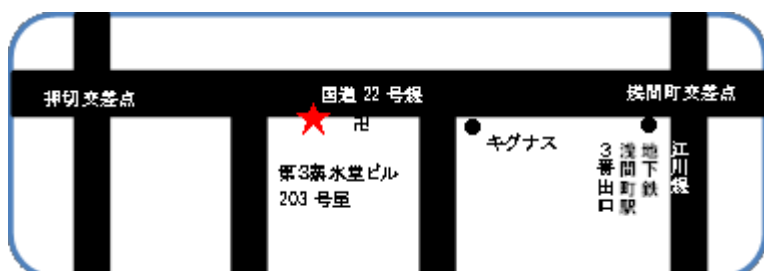 国道 22 号線
押切交差点
浅間町交差点
卍
キグナス
第3霧水堂ビル
203 号室
地下鉄
浅間町駅
3番出口
江川線